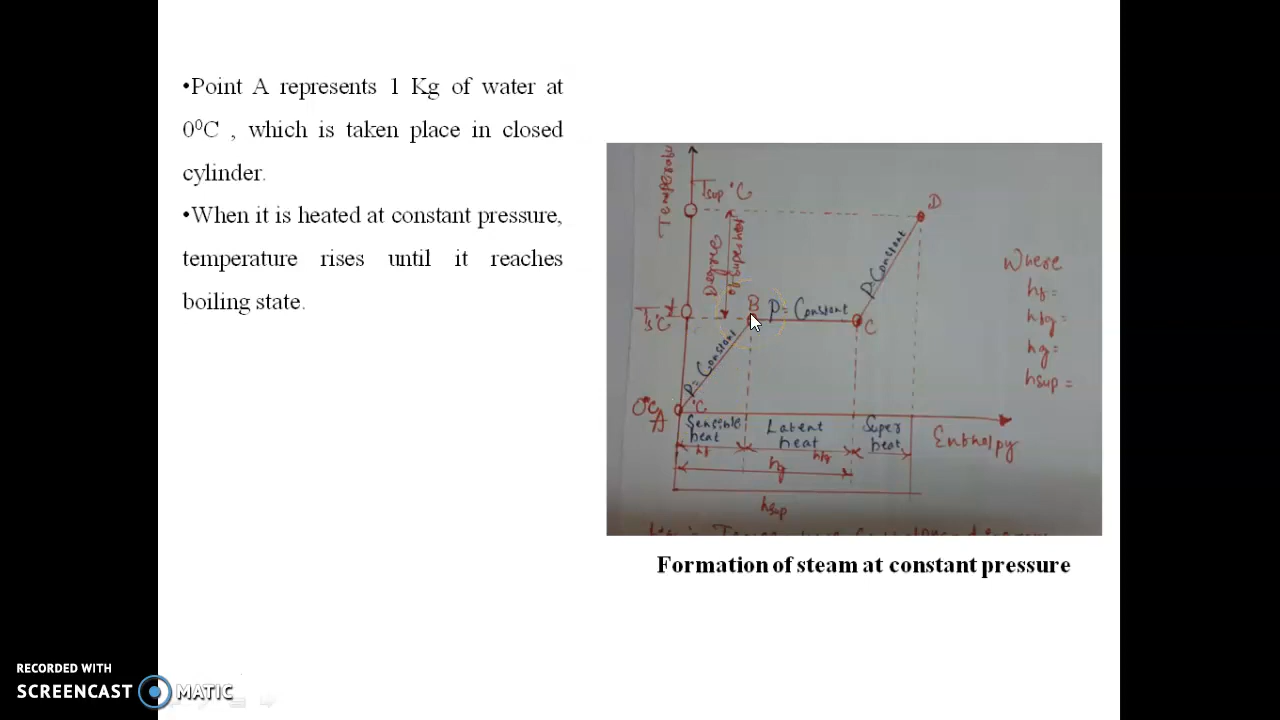 •Point A represents 1 Kg of water at
0⁰C , which is taken place in closed
cylinder.
•When it is heated at constant pressure,
temperature rises until it reaches
boiling state.
Tsup °C
D
Degree
of superheat
P= Constant
Where
hf =
hfg =
hg =
hsup =
Ts°C
B
P= Constant
C
P= Constant
0°C
A
°C
Sensible
heat
Latent
heat
Super
heat
Enthalpy
hf
hfg
hg
hsup
Formation of steam at constant pressure
RECORDED WITH
SCREENCAST MATIC